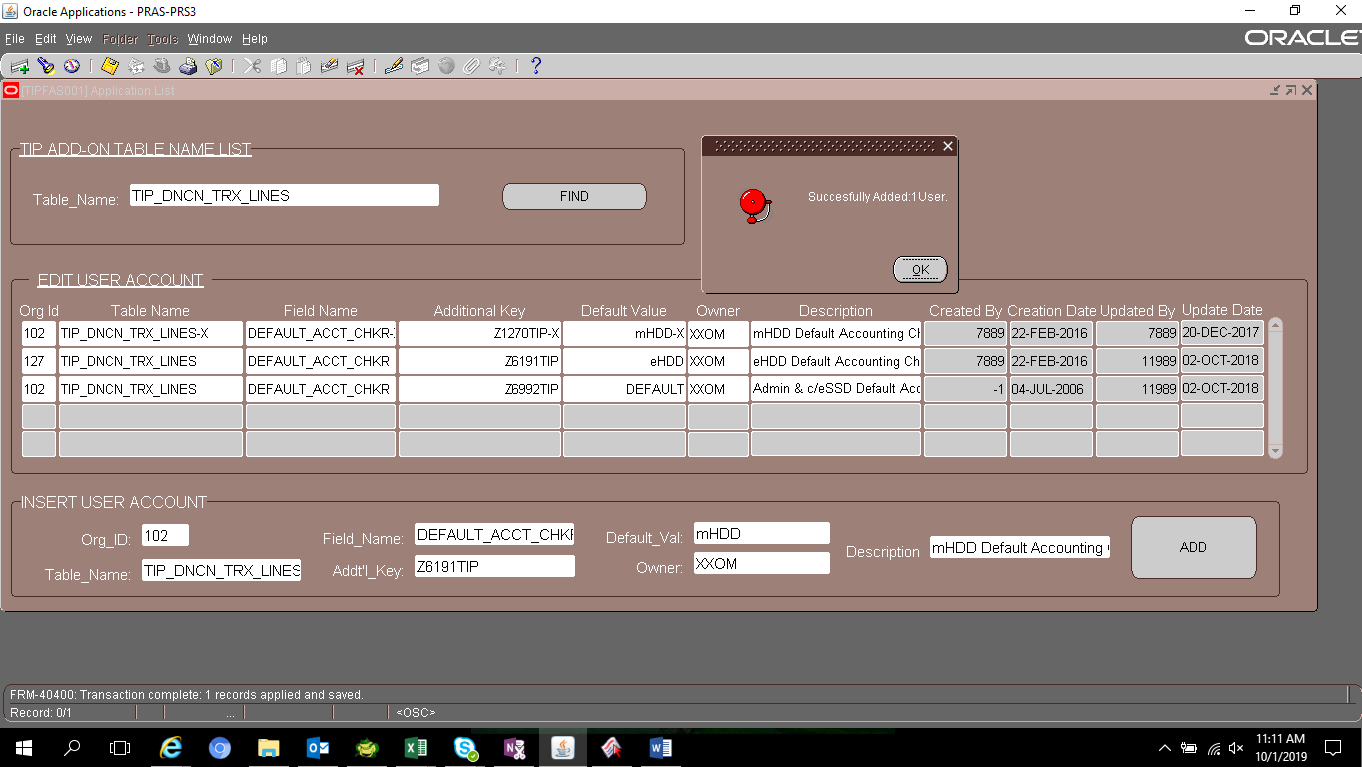 Oracle Applications - PRAS-PRS3
File Edit View Folder Tools Window Help
ORACLE
[TIPFAS001] Application List
TIP ADD-ON TABLE NAME LIST
Table_Name: TIP_DNCN_TRX_LINES FIND
Succesfully Added:1User.
OK
EDIT USER ACCOUNT
Org Id Table Name Field Name Additional Key Default Value Owner Description Created By Creation Date Updated By Update Date
102 TIP_DNCN_TRX_LINES-X DEFAULT_ACCT_CHKR- Z1270TIP-X mHDD-X XXOM mHDD Default Accounting Ch 7889 22-FEB-2016 7889 20-DEC-2017
127 TIP_DNCN_TRX_LINES DEFAULT_ACCT_CHKR Z6191TIP eHDD XXOM eHDD Default Accounting Ch 7889 22-FEB-2016 11989 02-OCT-2018
102 TIP_DNCN_TRX_LINES DEFAULT_ACCT_CHKR Z6992TIP DEFAULT XXOM Admin & c/eSSD Default Acc -1 04-JUL-2006 11989 02-OCT-2018
INSERT USER ACCOUNT
Org_ID: 102 Field_Name: DEFAULT_ACCT_CHKR Default_Val: mHDD Description mHDD Default Accounting ADD
Table_Name: TIP_DNCN_TRX_LINES Addt'l_Key: Z6191TIP Owner: XXOM
FRM-40400: Transaction complete: 1 records applied and saved.
Record: 0/1 ... <OSC>
11:11 AM
10/1/2019